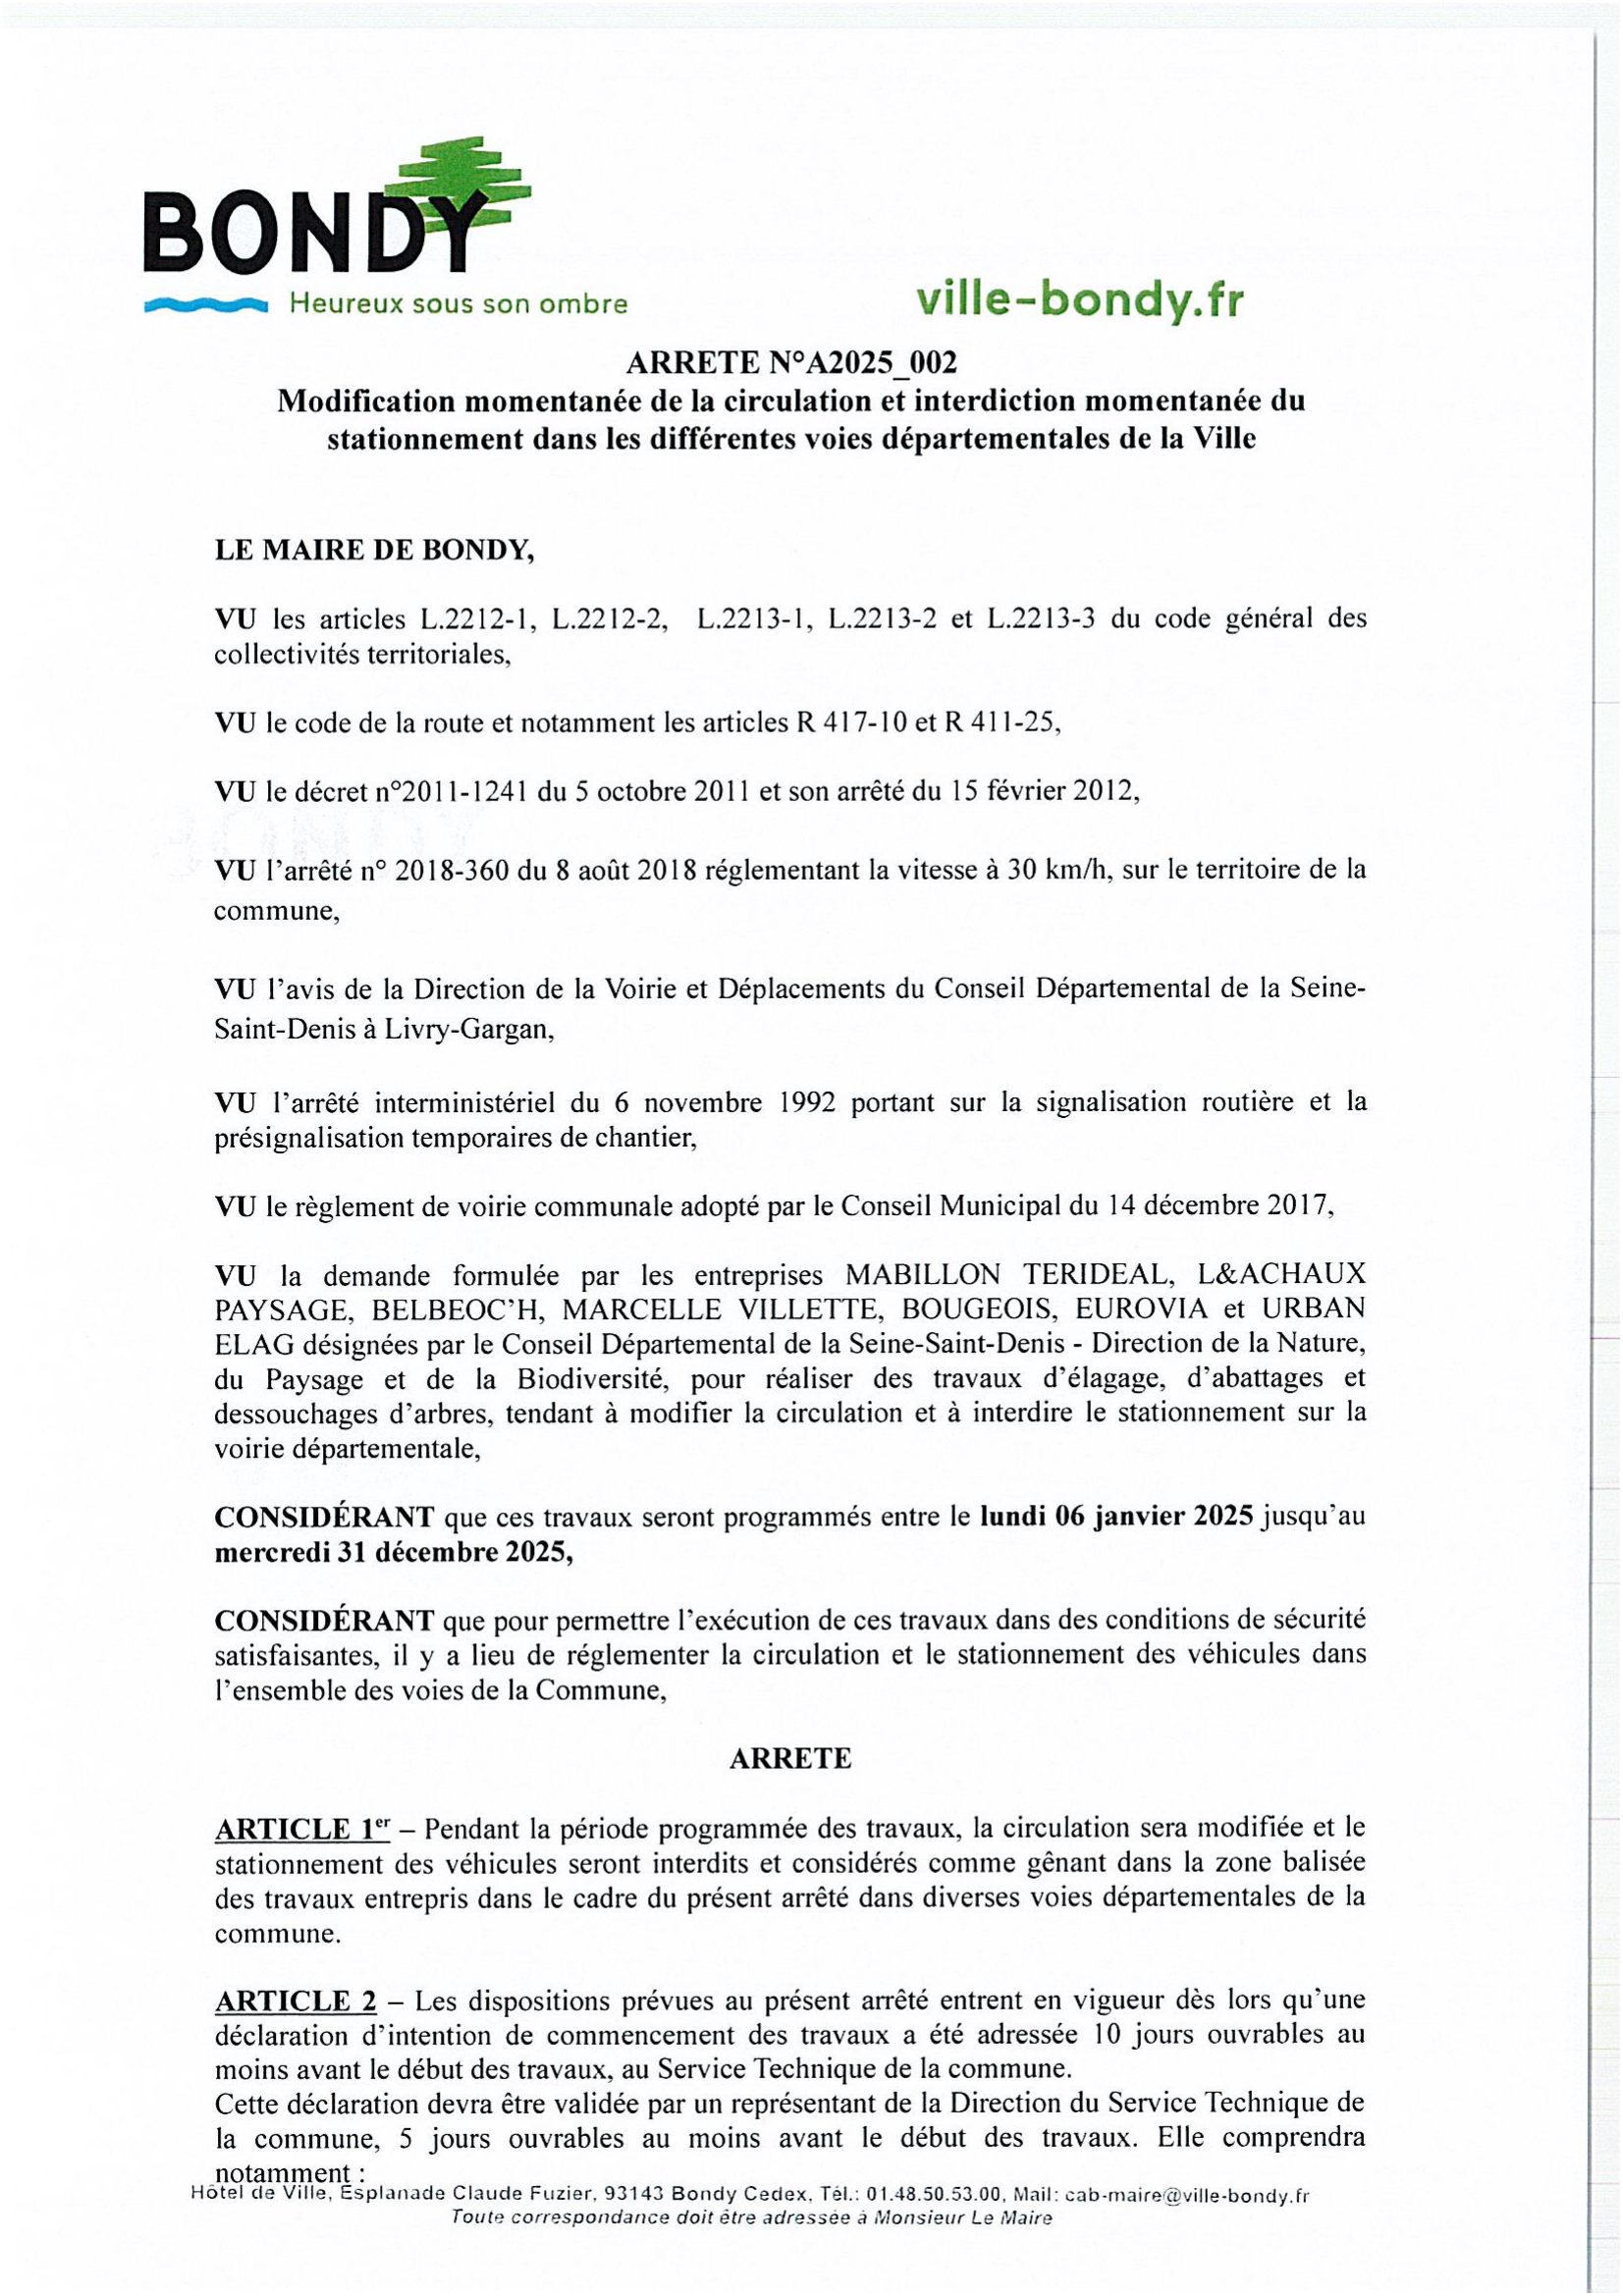 BONDY
Heureux sous son ombre
ville-bondy.fr
ARRETE N°A2025_002
Modification momentanée de la circulation et interdiction momentanée du
stationnement dans les différentes voies départementales de la Ville
LE MAIRE DE BONDY,
VU les articles L.2212-1, L.2212-2, L.2213-1, L.2213-2 et L.2213-3 du code général des
collectivités territoriales,
VU le code de la route et notamment les articles R 417-10 et R 411-25,
VU le décret n°2011-1241 du 5 octobre 2011 et son arrêté du 15 février 2012,
VU l'arrêté n° 2018-360 du 8 août 2018 réglementant la vitesse à 30 km/h, sur le territoire de la
commune,
VU l'avis de la Direction de la Voirie et Déplacements du Conseil Départemental de la Seine-
Saint-Denis à Livry-Gargan,
VU l'arrêté interministériel du 6 novembre 1992 portant sur la signalisation routière et la
présignalisation temporaires de chantier,
VU le règlement de voirie communale adopté par le Conseil Municipal du 14 décembre 2017,
VU la demande formulée par les entreprises MABILLON TERIDEAL, L&ACHAUX
PAYSAGE, BELBEOC'H, MARCELLE VILLETTE, BOUGEOIS, EUROVIA et URBAN
ELAG désignées par le Conseil Départemental de la Seine-Saint-Denis - Direction de la Nature,
du Paysage et de la Biodiversité, pour réaliser des travaux d'élagage, d'abattages et
dessouchages d'arbres, tendant à modifier la circulation et à interdire le stationnement sur la
voirie départementale,
CONSIDÉRANT que ces travaux seront programmés entre le lundi 06 janvier 2025 jusqu'au
mercredi 31 décembre 2025,
CONSIDÉRANT que pour permettre l'exécution de ces travaux dans des conditions de sécurité
satisfaisantes, il y a lieu de réglementer la circulation et le stationnement des véhicules dans
l'ensemble des voies de la Commune,
ARRETE
ARTICLE 1er – Pendant la période programmée des travaux, la circulation sera modifiée et le
stationnement des véhicules seront interdits et considérés comme gênant dans la zone balisée
des travaux entrepris dans le cadre du présent arrêté dans diverses voies départementales de la
commune.
ARTICLE 2 – Les dispositions prévues au présent arrêté entrent en vigueur dès lors qu'une
déclaration d'intention de commencement des travaux a été adressée 10 jours ouvrables au
moins avant le début des travaux, au Service Technique de la commune.
Cette déclaration devra être validée par un représentant de la Direction du Service Technique de
la commune, 5 jours ouvrables au moins avant le début des travaux. Elle comprendra
notamment :
Hôtel de Ville, Esplanade Claude Fuzier, 93143 Bondy Cedex, Tél.: 01.48.50.53.00, Mail: cab-maire@ville-bondy.fr
Toute correspondance doit être adressée à Monsieur Le Maire